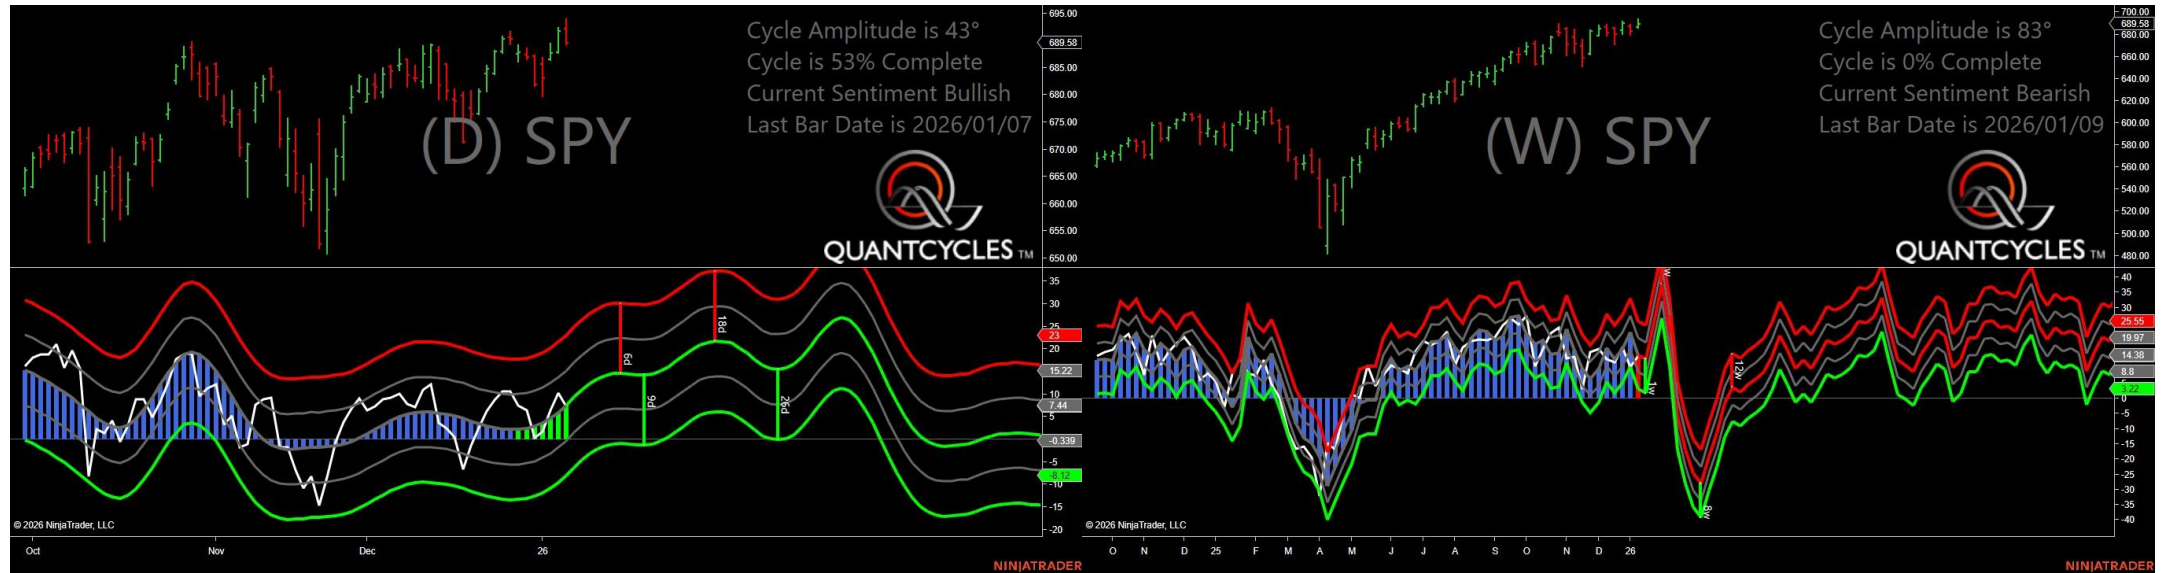 Cycle Amplitude is 43°
Cycle is 53% Complete
Current Sentiment Bullish
Last Bar Date is 2026/01/07
(D) SPY
QUANTCYCLES TM
695.00
689.58
685.00
680.00
675.00
670.00
665.00
660.00
655.00
650.00
35
30
25
23
20
15.22
10
7.44
5
-0.339
-5
-8.12
-10
-15
-20
6d
9d
18d
26d
© 2026 NinjaTrader, LLC
Oct
Nov
Dec
26
NINJATRADER
Cycle Amplitude is 83°
Cycle is 0% Complete
Current Sentiment Bearish
Last Bar Date is 2026/01/09
(W) SPY
QUANTCYCLES TM
700.00
689.58
680.00
660.00
640.00
620.00
600.00
580.00
560.00
540.00
520.00
500.00
480.00
40
35
30
25.55
19.97
14.38
8.8
3.22
0
-5
-10
-15
-20
-25
-30
-35
-40
1w
8w
12w
© 2026 NinjaTrader, LLC
O N D 25 F M A M J J A S O N D 26
NINJATRADER